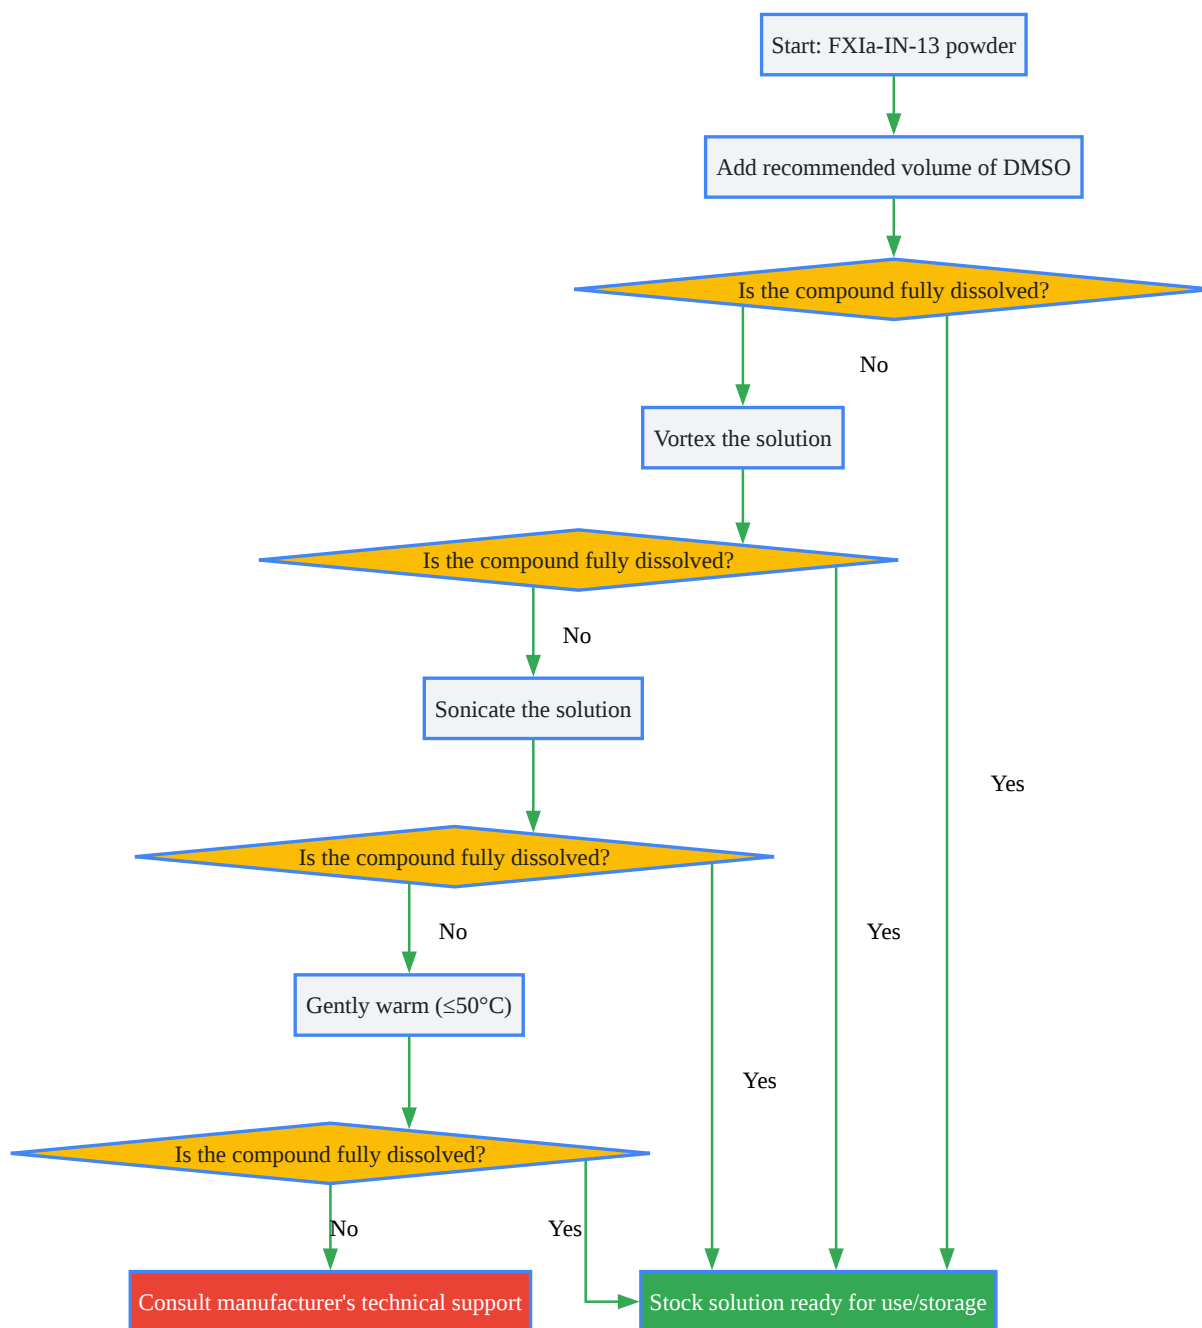 Start: FXIa-IN-13 powder
Add recommended volume of DMSO
Is the compound fully dissolved?
No
Vortex the solution
Is the compound fully dissolved?
No
Sonicate the solution
Yes
Is the compound fully dissolved?
No
Yes
Gently warm (≤50°C)
Yes
Is the compound fully dissolved?
No
Yes
Consult manufacturer's technical support
Stock solution ready for use/storage